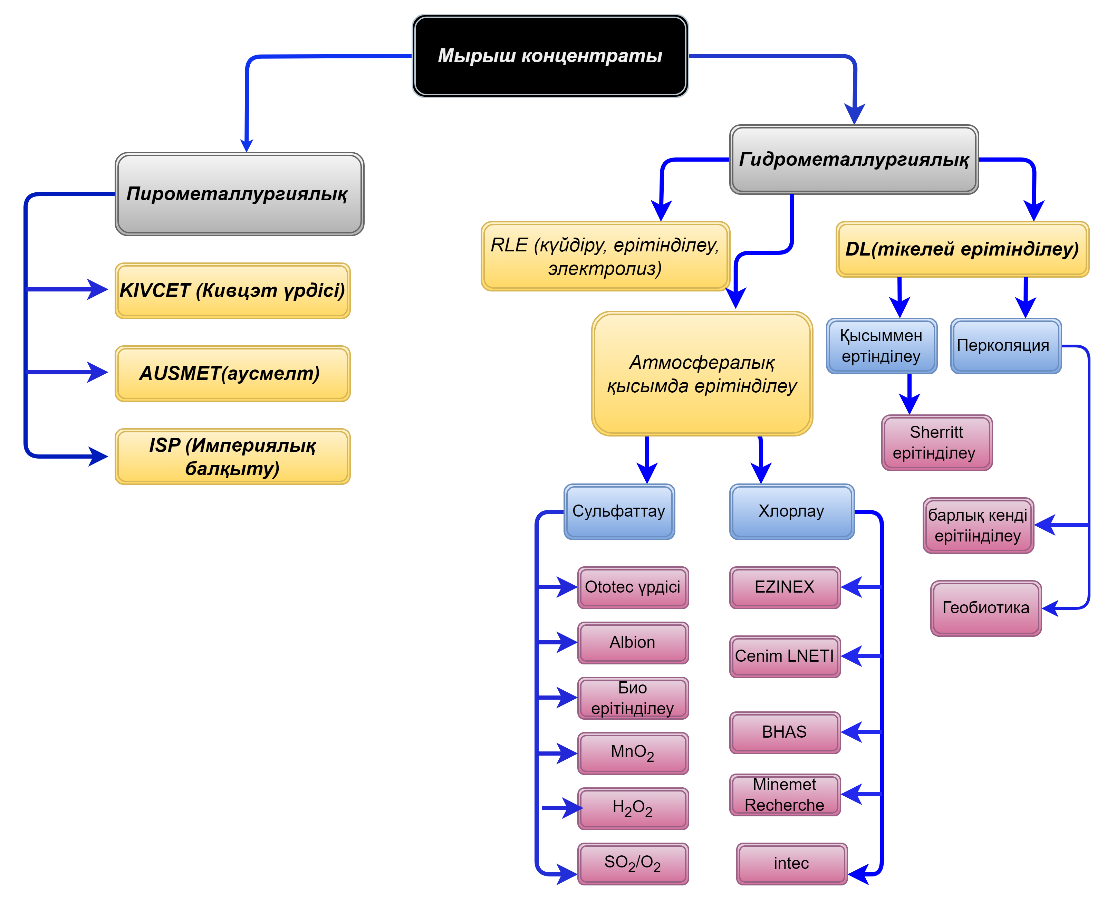 Мырыш концентраты
Пирометаллургиялық
KIVCET (Кивцэт үрдісі)
AUSMET(аусмелт)
ISP (Империялық
балқыту)
Гидрометаллургиялық
RLE (күйдіру, ерітінділеу,
электролиз)
Атмосфералық
қысымда ерітінділеу
DL(тікелей ерітінділеу)
Қысыммен
ертінділеу
Перколяция
Sherritt
ерітінділеу
барлық кенді
ерітіінділеу
Геобиотика
Сульфаттау
Ototec үрдісі
Albion
Био
ерітінділеу
MnO₂
H₂O₂
SO₂/O₂
Хлорлау
EZINEX
Cenim LNETI
BHAS
Minemet
Recherche
intec